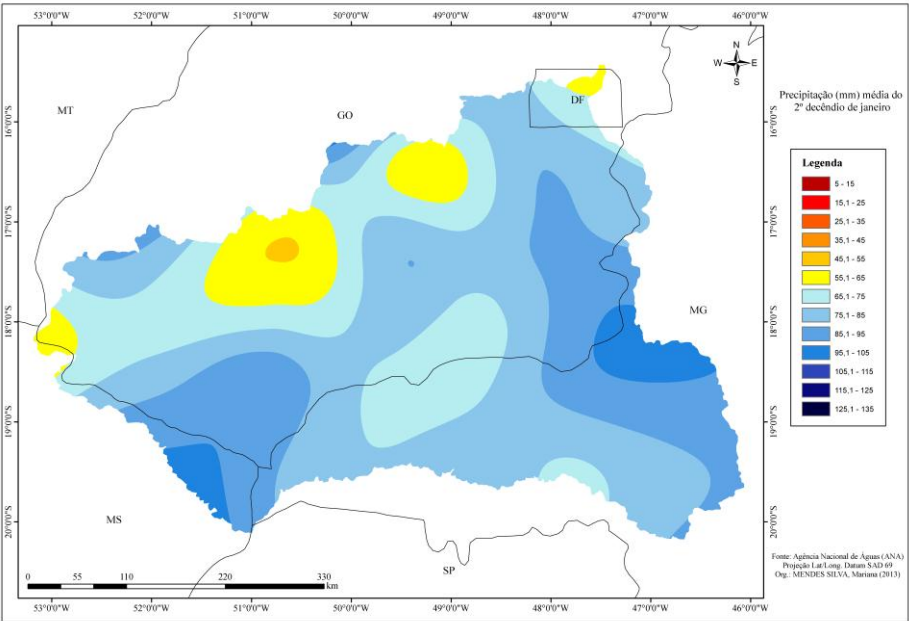 53°0'0"W 52°0'0"W 51°0'0"W 50°0'0"W 49°0'0"W 48°0'0"W 47°0'0"W 46°0'0"W
N
W E
S
Precipitação (mm) média do
2º decêndio de janeiro
MT
GO
DF
MG
MS
SP
16°0'0"S
17°0'0"S
18°0'0"S
19°0'0"S
20°0'0"S
16°0'0"S
17°0'0"S
18°0'0"S
19°0'0"S
20°0'0"S
Legenda
5 - 15
15,1 - 25
25,1 - 35
35,1 - 45
45,1 - 55
55,1 - 65
65,1 - 75
75,1 - 85
85,1 - 95
95,1 - 105
105,1 - 115
115,1 - 125
125,1 - 135
0 55 110 220 330
km
Fonte: Agência Nacional de Águas (ANA)
Projeção Lat/Long. Datum SAD 69
Org.: MENDES SILVA, Mariana (2013)
53°0'0"W 52°0'0"W 51°0'0"W 50°0'0"W 49°0'0"W 48°0'0"W 47°0'0"W 46°0'0"W